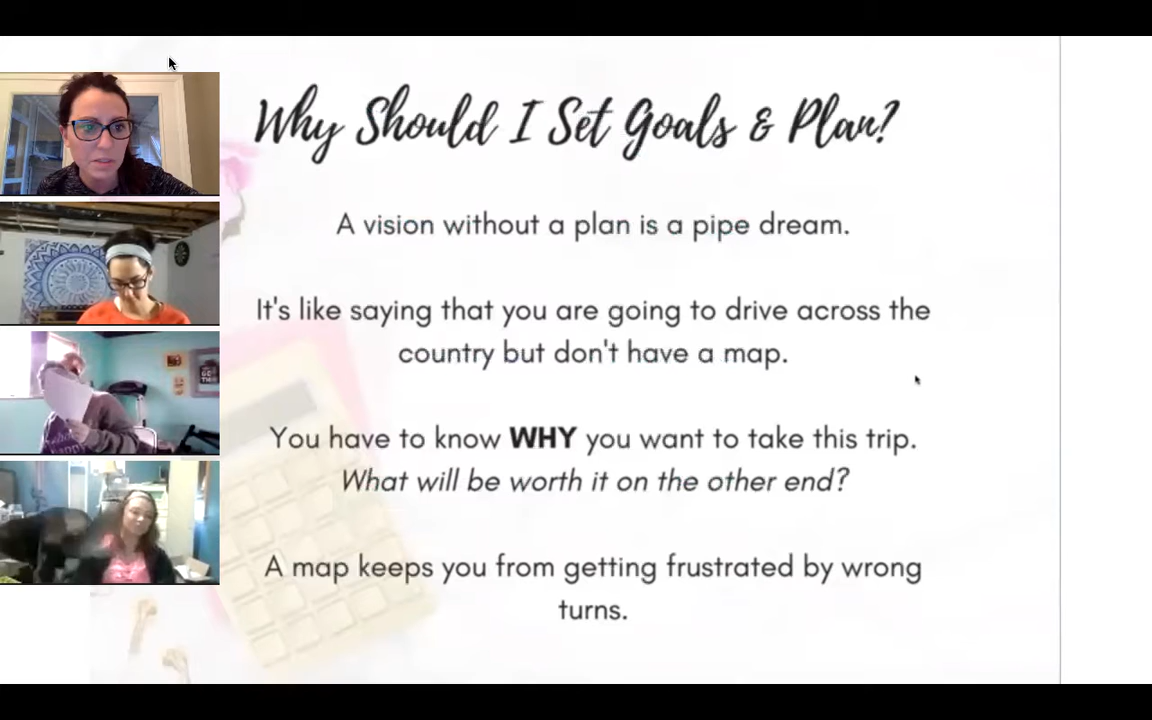 Why Should I Set Goals & Plan?
A vision without a plan is a pipe dream.
It's like saying that you are going to drive across the
country but don't have a map.
You have to know WHY you want to take this trip.
What will be worth it on the other end?
A map keeps you from getting frustrated by wrong
turns.